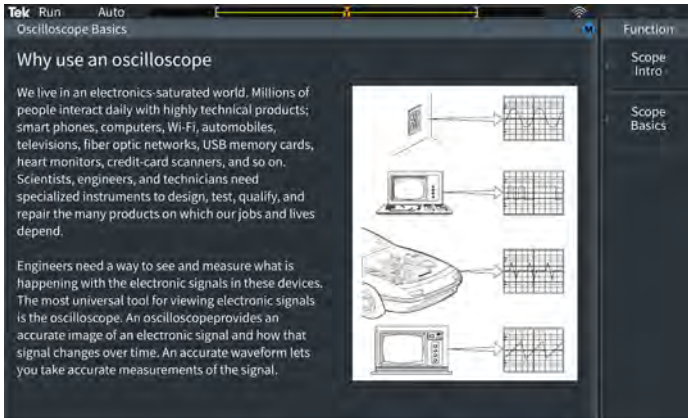 Tek Run Auto
Oscilloscope Basics
M
Function
Why use an oscilloscope
Scope
Intro
We live in an electronics-saturated world. Millions of
people interact daily with highly technical products;
smart phones, computers, Wi-Fi, automobiles,
televisions, fiber optic networks, USB memory cards,
heart monitors, credit-card scanners, and so on.
Scientists, engineers, and technicians need
specialized instruments to design, test, qualify, and
repair the many products on which our jobs and lives
depend.
Scope
Basics
Engineers need a way to see and measure what is
happening with the electronic signals in these devices.
The most universal tool for viewing electronic signals
is the oscilloscope. An oscilloscopeprovides an
accurate image of an electronic signal and how that
signal changes over time. An accurate waveform lets
you take accurate measurements of the signal.